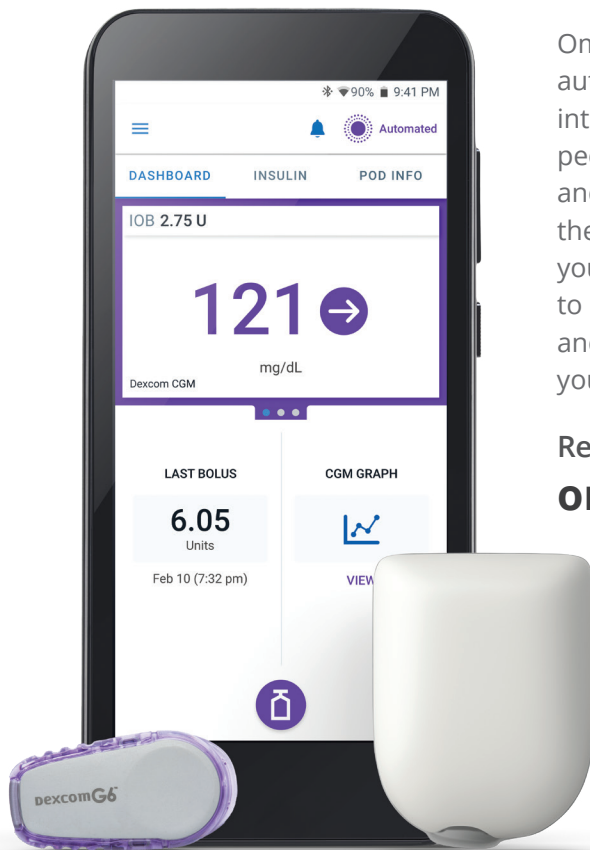 90% 9:41 PM
Automated
DASHBOARD INSULIN POD INFO
IOB 2.75 U
121
mg/dL
Dexcom CGM
LAST BOLUS CGM GRAPH
6.05
Units
Feb 10 (7:32 pm) VIEW
Dexcom G6
to